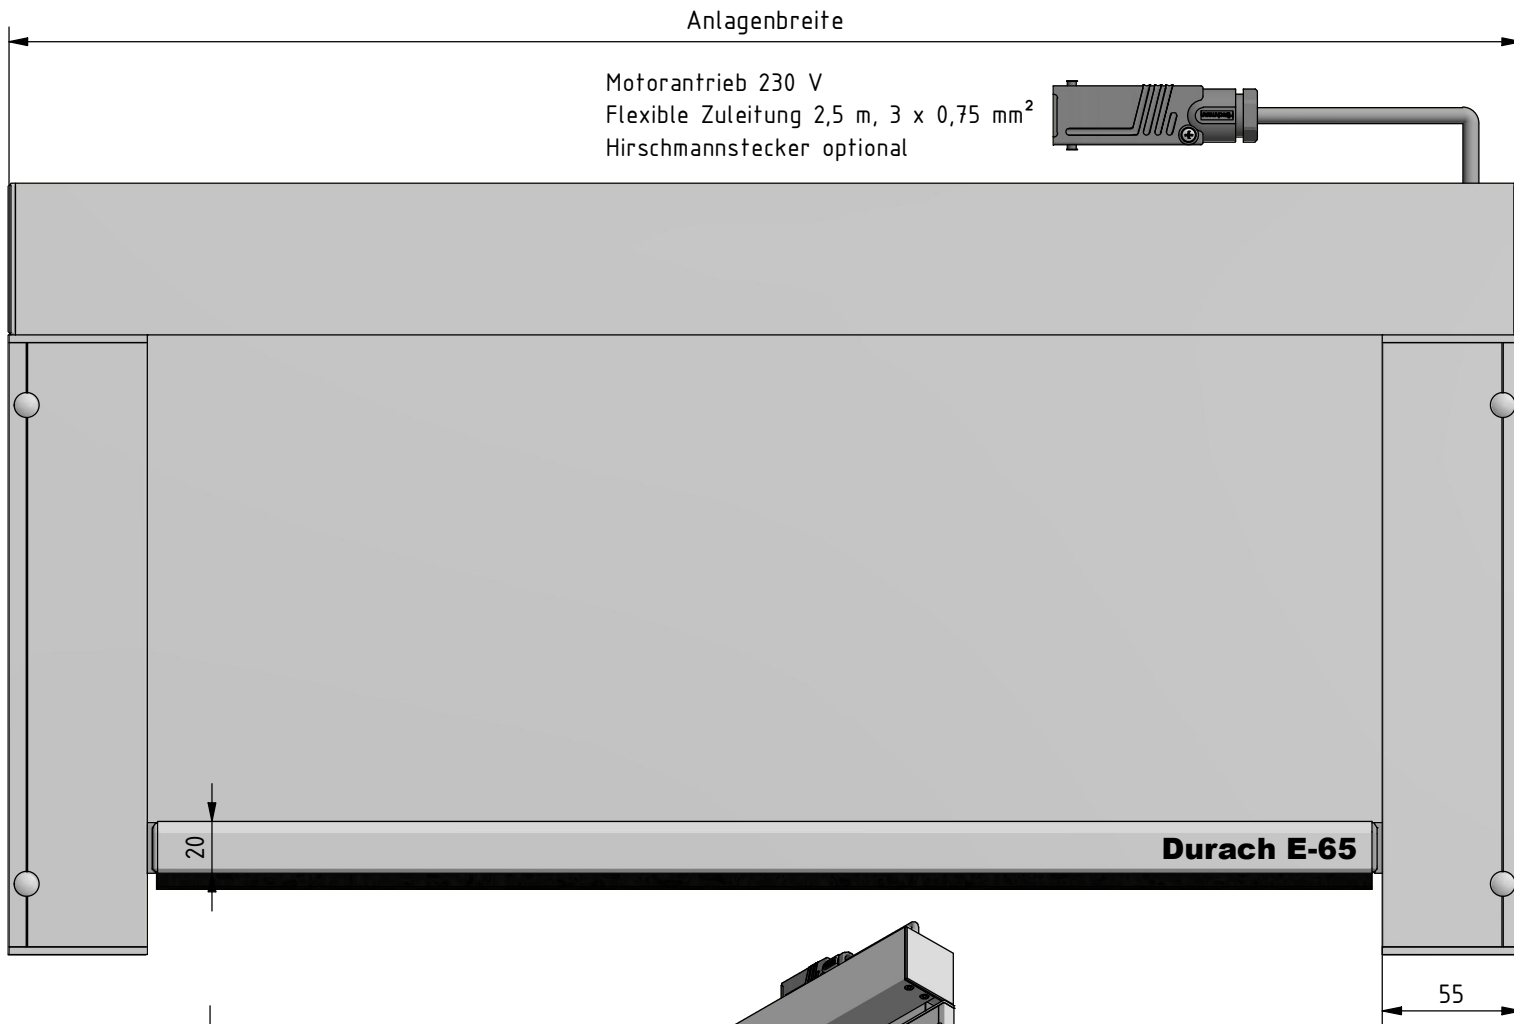 Anlagenbreite
Motorantrieb 230 V
Flexible Zuleitung 2,5 m, 3 x 0,75 mm²
Hirschmannstecker optional
20
Durach E-65
55